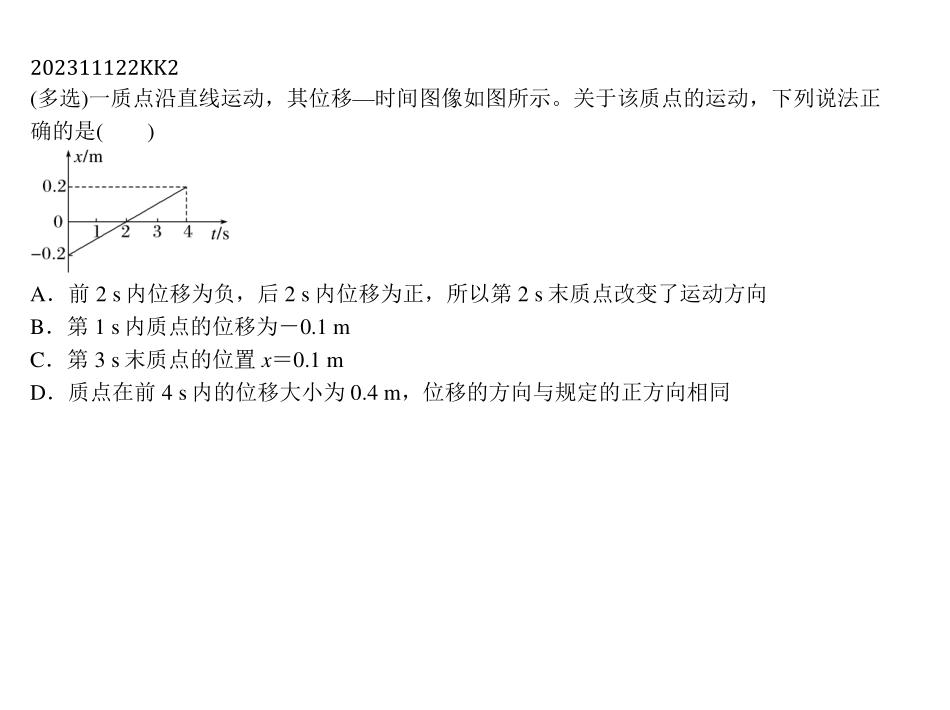 202311122KK2
(多选)一质点沿直线运动，其位移—时间图像如图所示。关于该质点的运动，下列说法正
确的是(　　)
x/m
0.2
0
1 2 3 4 t/s
−0.2
A．前 2 s 内位移为负，后 2 s 内位移为正，所以第 2 s 末质点改变了运动方向
B．第 1 s 内质点的位移为－0.1 m
C．第 3 s 末质点的位置 x＝0.1 m
D．质点在前 4 s 内的位移大小为 0.4 m，位移的方向与规定的正方向相同